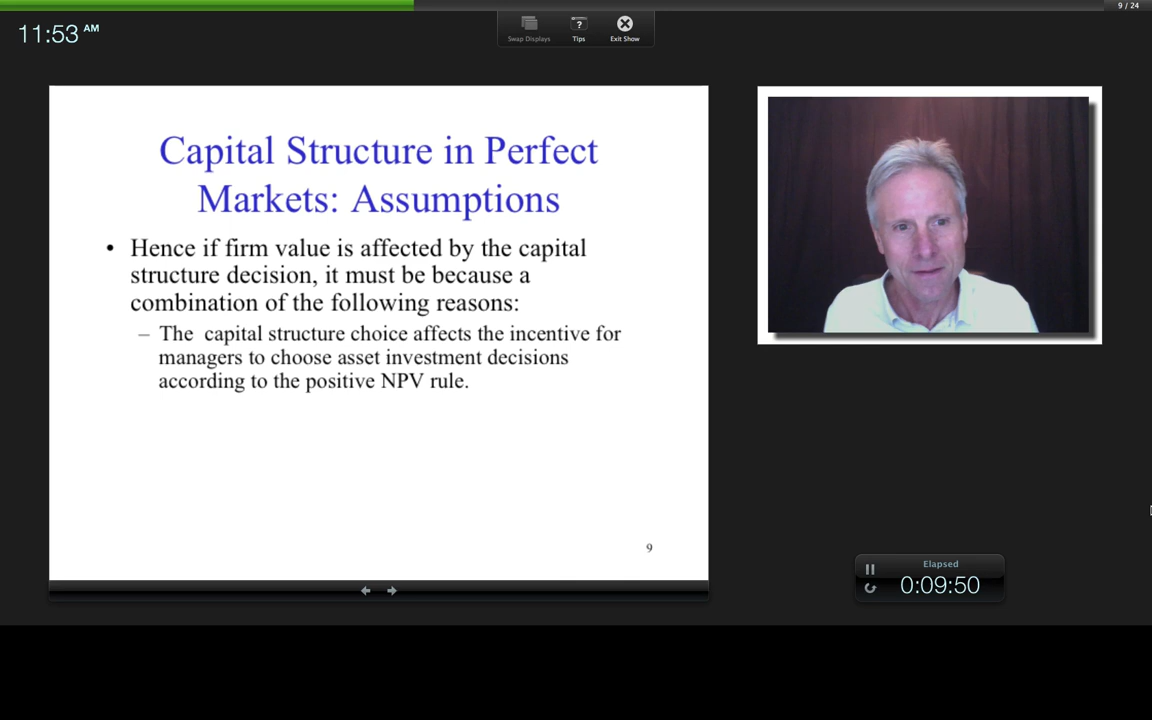 9 / 24
11:53 AM
Swap Displays
Tips
Exit Show
Capital Structure in Perfect
Markets: Assumptions
• Hence if firm value is affected by the capital
structure decision, it must be because a
combination of the following reasons:
– The capital structure choice affects the incentive for
managers to choose asset investment decisions
according to the positive NPV rule.
9
Elapsed
0:09:50